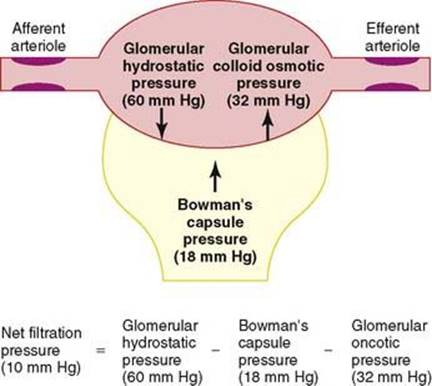 Afferent
arteriole
Efferent
arteriole
Glomerular
hydrostatic
pressure
(60 mm Hg)
Glomerular
colloid osmotic
pressure
(32 mm Hg)
Bowman's
capsule
pressure
(18 mm Hg)
Net filtration
pressure
(10 mm Hg)
=
Glomerular
hydrostatic
pressure
(60 mm Hg)
–
Bowman's
capsule
pressure
(18 mm Hg)
–
Glomerular
oncotic
pressure
(32 mm Hg)